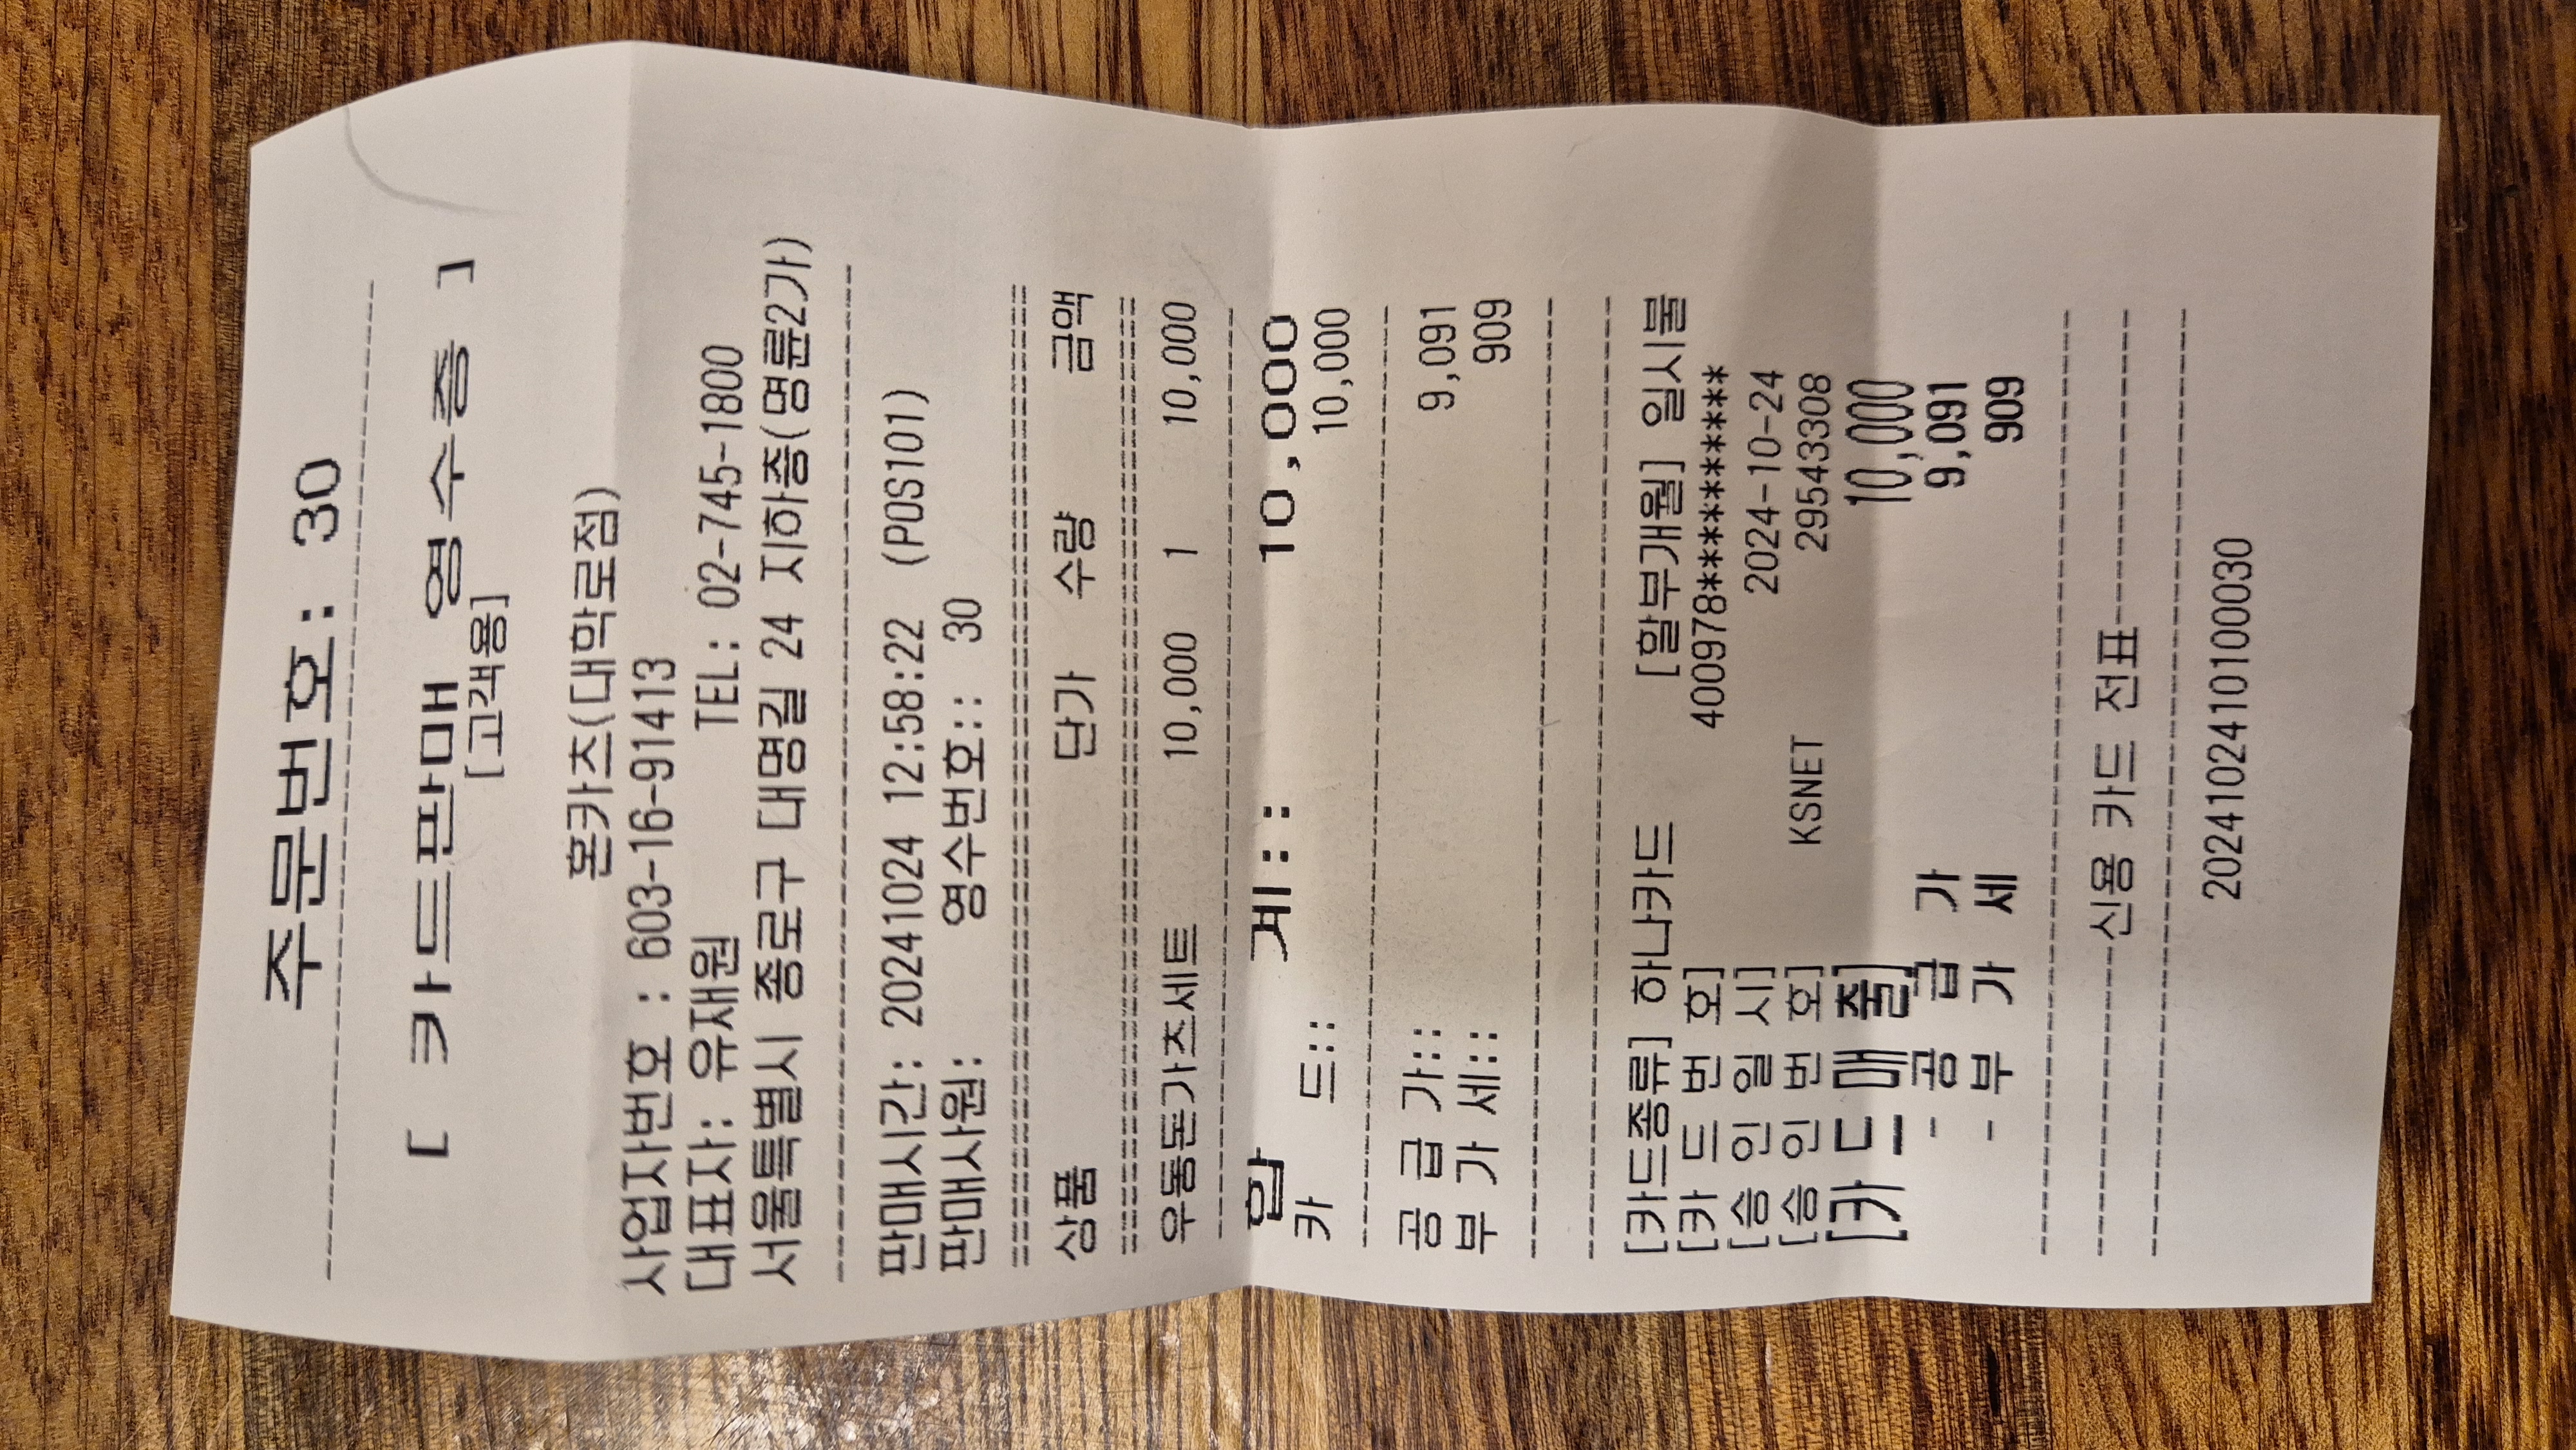 주문번호: 30
[ 카드판매 영수증 ]
[고객용]
혼카츠(대학로점)
사업자번호 : 603-16-91413
대표자: 유재원 TEL: 02-745-1800
서울특별시 종로구 대명길 24 지하층(명륜2가)
판매시간: 20241024 12:58:22 (POS101)
판매사원: 영수번호:: 30
상품 단가 수량 금액
우동돈가츠세트 10,000 1 10,000
합 계:: 10,000
카 드:: 10,000
공 급 가:: 9,091
부 가 세:: 909
[카드종류] 하나카드 [할부개월] 일시불
[카 드 번 호] 400978**********
[승 인 일 시] 2024-10-24
[승 인 번 호] KSNET 29543308
[카 드 매 출] 10,000
- 공 급 가 9,091
- 부 가 세 909
--------------신용 카드 전표--------------
2024102410100030